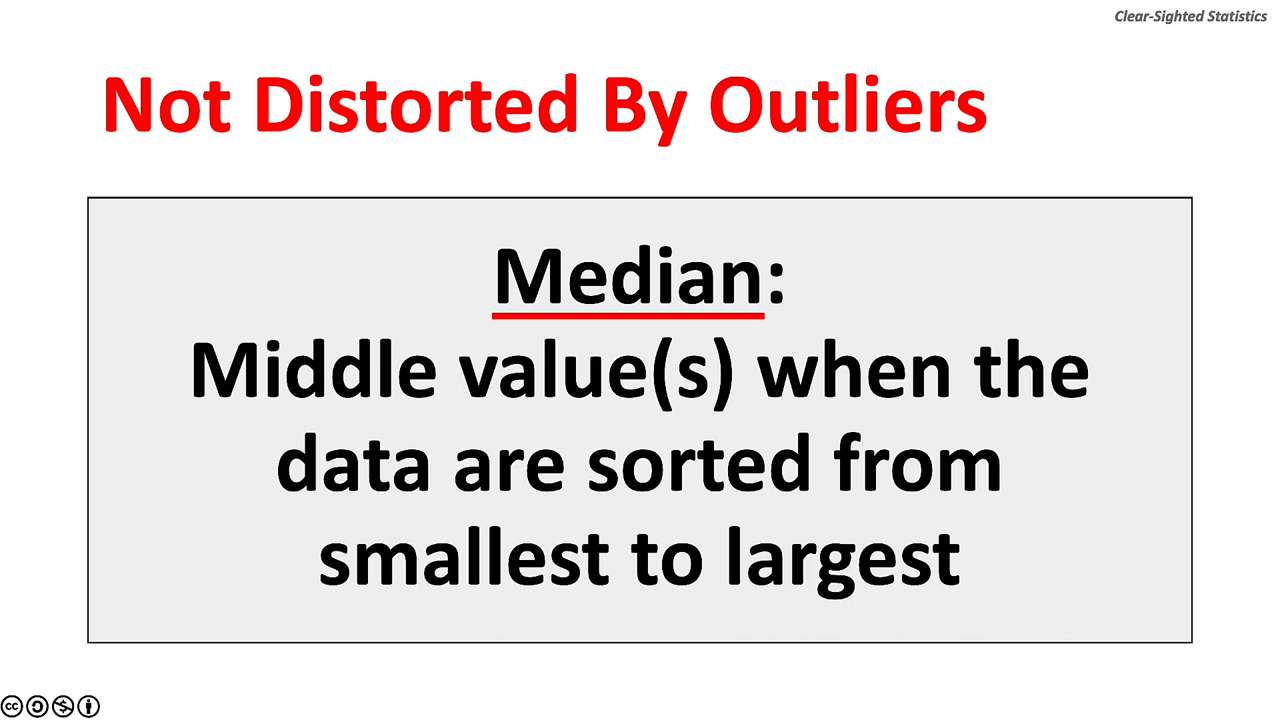 Clear-Sighted Statistics
Not Distorted By Outliers
Median:
Middle value(s) when the
data are sorted from
smallest to largest
cc